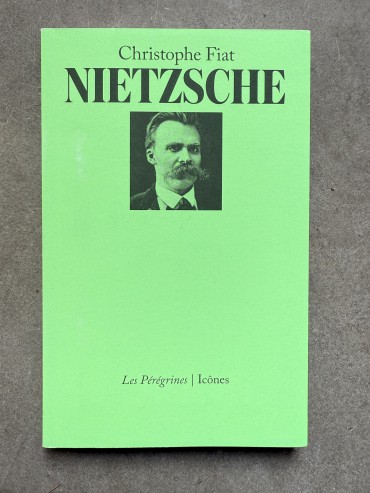 Christophe Fiat
NIETZSCHE
Les Pérégrines | Icônes